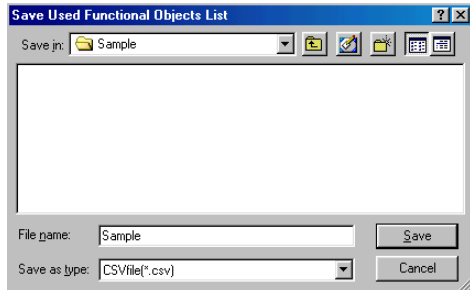 Save Used Functional Objects List
Save in: Sample
File name: Sample Save
Save as type: CSVfile(*.csv) Cancel